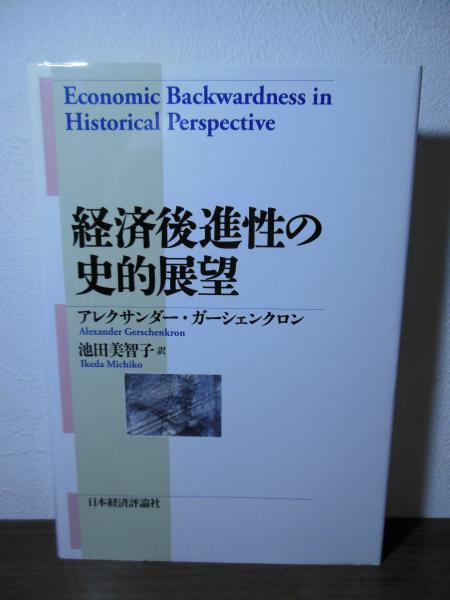 Economic Backwardness in
Historical Perspective
経済後進性の
史的展望
アレクサンダー・ガーシェンクロン
Alexander Gerschenkron
池田美智子 訳
Ikeda Michiko
日本経済評論社